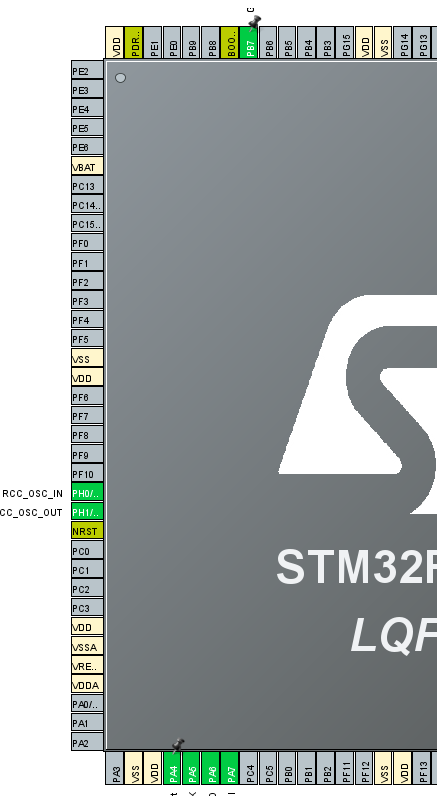 G
VDD
PDR..
PE1
PE0
PB9
PB8
BOO..
PB7
PB6
PB5
PB4
PB3
PG15
VDD
VSS
PG14
PG13
PE2
PE3
PE4
PE5
PE6
VBAT
PC13
PC14..
PC15..
PF0
PF1
PF2
PF3
PF4
PF5
VSS
VDD
PF6
PF7
PF8
PF9
PF10
RCC_OSC_IN PH0/..
CC_OSC_OUT PH1/..
NRST
PC0
PC1
PC2
PC3
VDD
VSSA
VRE..
VDDA
PA0/..
PA1
PA2
STM32F
LQF
PA3
VSS
VDD
PA4
PA5
PA6
PA7
PC4
PC5
PB0
PB1
PB2
PF11
PF12
VSS
VDD
PF13